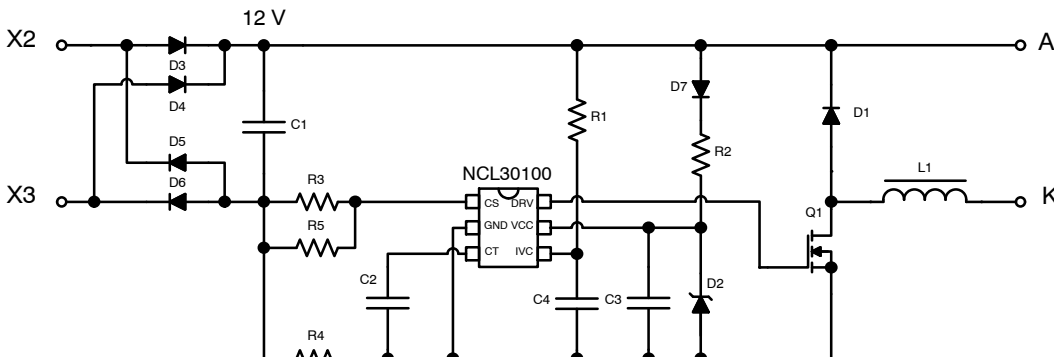 12 V
X2
A
D3
D4
D7
R1
D1
C1
D5
R2
D6
NCL30100
L1
X3
R3
CS DRV
K
Q1
R5
GND VCC
CT IVC
C2
D2
C4
C3
R4